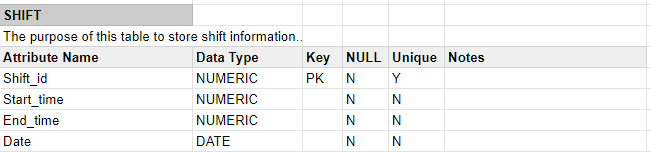 SHIFT
The purpose of this table to store shift information..
Attribute Name Data Type Key NULL Unique Notes
Shift_id NUMERIC PK N Y
Start_time NUMERIC N N
End_time NUMERIC N N
Date DATE N N